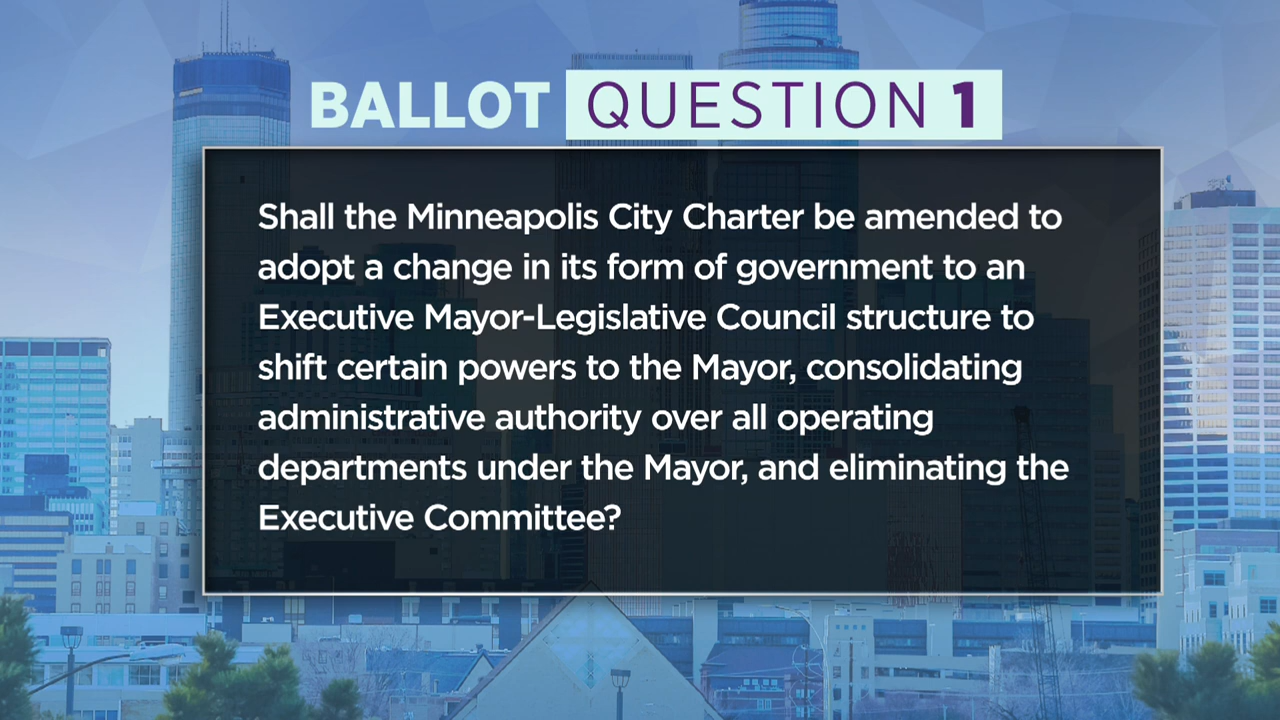 BALLOT QUESTION 1
Shall the Minneapolis City Charter be amended to
adopt a change in its form of government to an
Executive Mayor-Legislative Council structure to
shift certain powers to the Mayor, consolidating
administrative authority over all operating
departments under the Mayor, and eliminating the
Executive Committee?